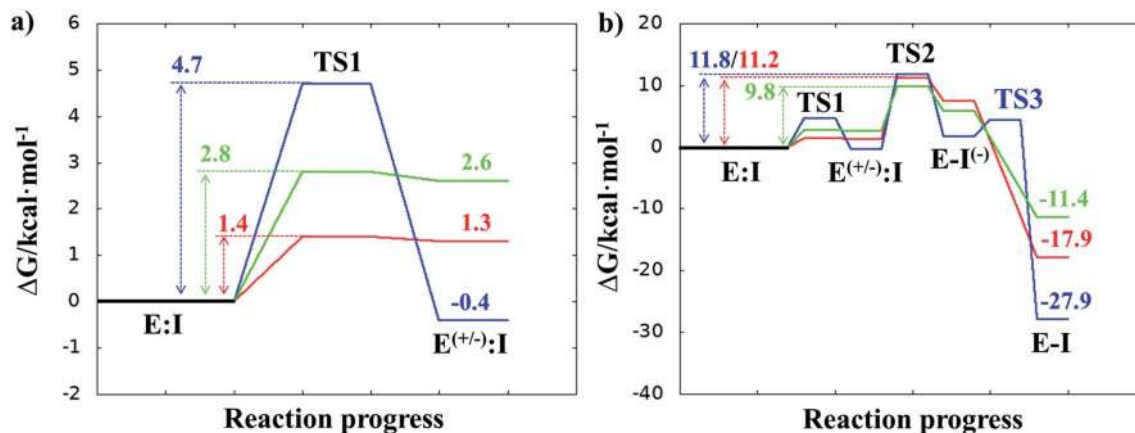 a)
6
5
4
3
2
1
0
-1
-2
ΔG/kcal·mol⁻¹
4.7
TS1
2.8
2.6
1.4
1.3
-0.4
E:I
E⁽⁺/⁻⁾:I
Reaction progress
b)
20
10
0
-10
-20
-30
-40
ΔG/kcal·mol⁻¹
11.8/11.2
TS2
9.8
TS1
TS3
E:I
E⁽⁺/⁻⁾:I
E-I⁽⁻⁾
-11.4
-17.9
-27.9
E-I
Reaction progress